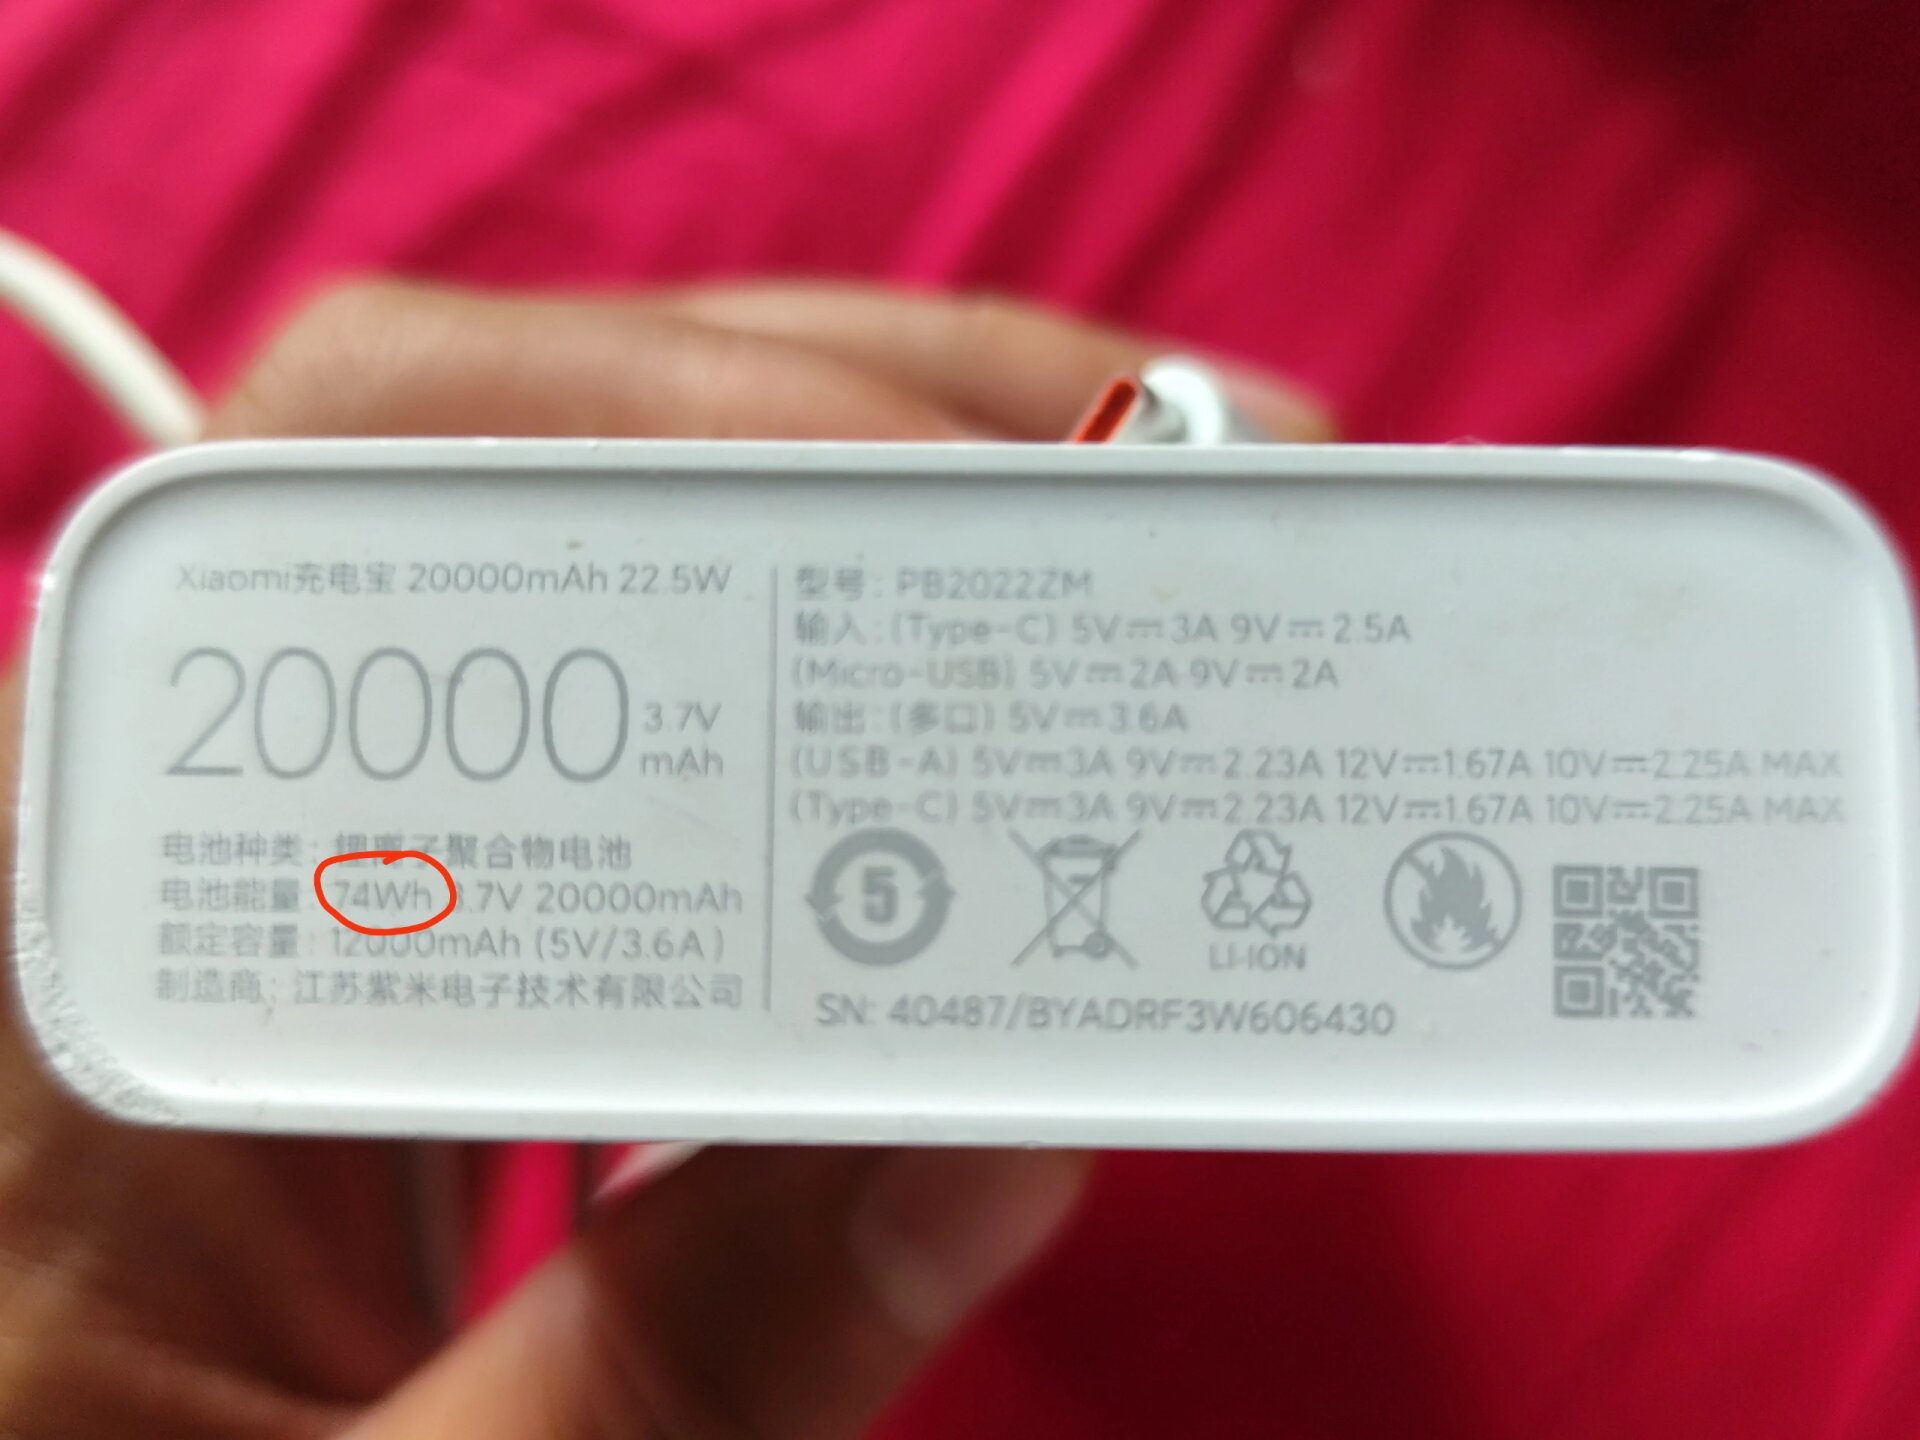 Xiaomi充电宝 20000mAh 22.5W
20000 3.7V
mAh
电池种类: 锂离子聚合物电池
电池能量: 74Wh 3.7V 20000mAh
额定容量: 12000mAh (5V/3.6A)
制造商: 江苏紫米电子技术有限公司
型号: PB2022ZM
输入: (Type-C) 5V⎓3A 9V⎓2.5A
(Micro-USB) 5V⎓2A 9V⎓2A
输出: (多口) 5V⎓3.6A
(USB-A) 5V⎓3A 9V⎓2.23A 12V⎓1.67A 10V⎓2.25A MAX
(Type-C) 5V⎓3A 9V⎓2.23A 12V⎓1.67A 10V⎓2.25A MAX
5
LI-ION
SN: 40487/BYADRF3W606430